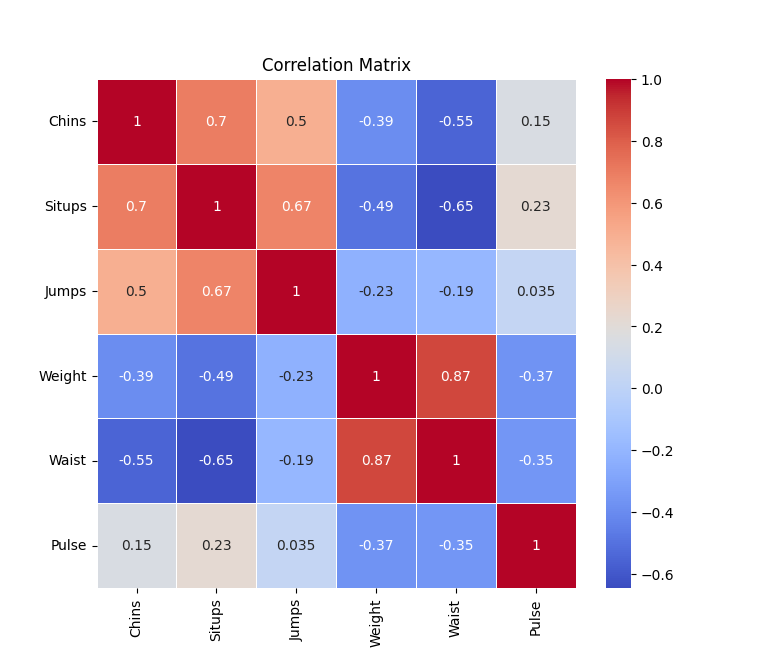 Correlation Matrix
Chins 1 0.7 0.5 -0.39 -0.55 0.15
Situps 0.7 1 0.67 -0.49 -0.65 0.23
Jumps 0.5 0.67 1 -0.23 -0.19 0.035
Weight -0.39 -0.49 -0.23 1 0.87 -0.37
Waist -0.55 -0.65 -0.19 0.87 1 -0.35
Pulse 0.15 0.23 0.035 -0.37 -0.35 1
Chins Situps Jumps Weight Waist Pulse
1.0
0.8
0.6
0.4
0.2
0.0
−0.2
−0.4
−0.6